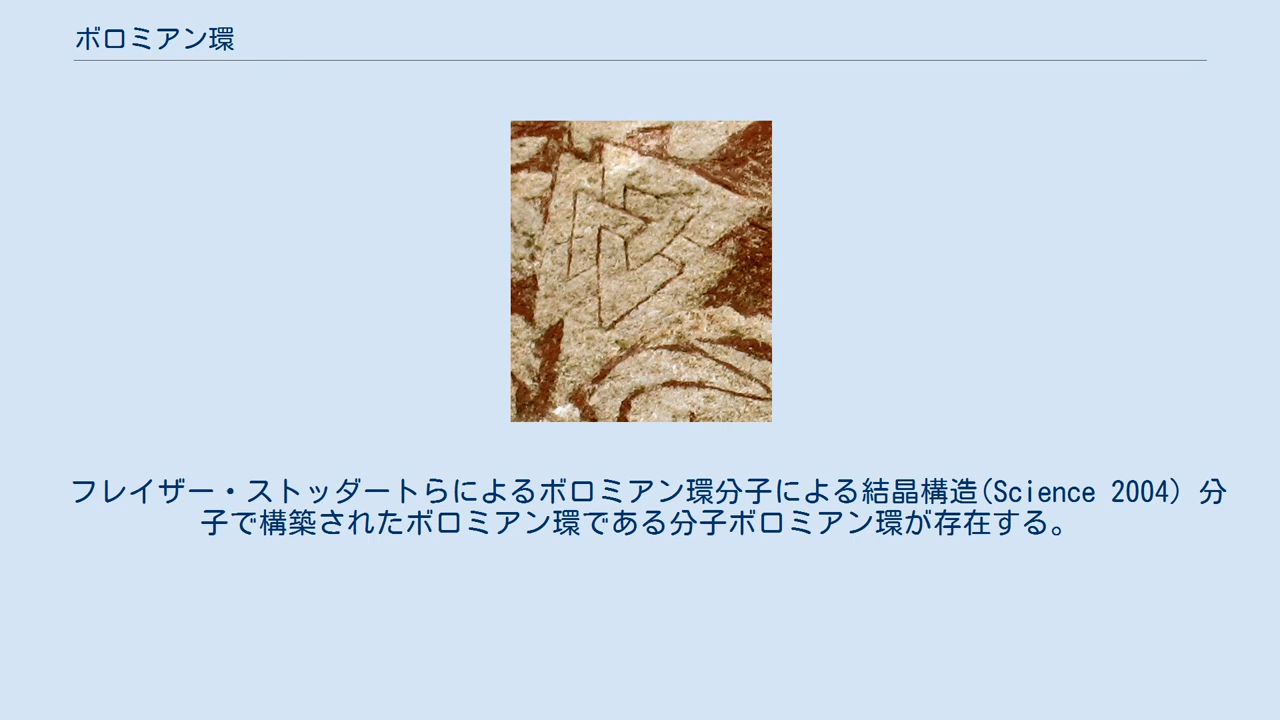 ボロミアン環
フレイザー・ストッダートらによるボロミアン環分子による結晶構造(Science 2004) 分
子で構築されたボロミアン環である分子ボロミアン環が存在する。